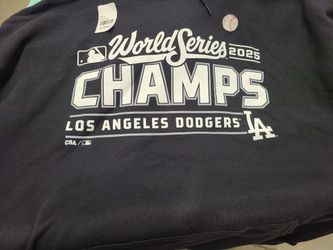 World Series 2025
CHAMPS
LOS ANGELES DODGERS LA